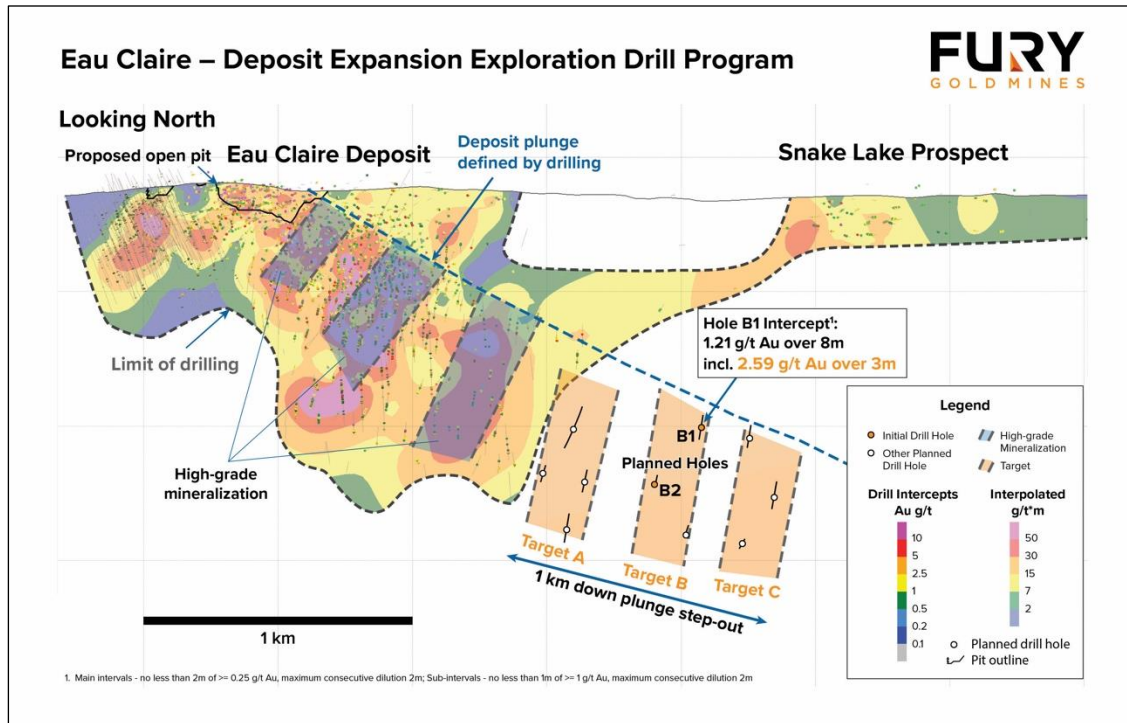 Eau Claire – Deposit Expansion Exploration Drill Program
FURY
GOLD MINES
Looking North
Proposed open pit
Eau Claire Deposit
Deposit plunge
defined by drilling
Snake Lake Prospect
Limit of drilling
High-grade
mineralization
Hole B1 Intercept¹:
1.21 g/t Au over 8m
incl. 2.59 g/t Au over 3m
B1
Planned Holes
B2
Target A
Target B
Target C
1 km down plunge step-out
1 km
Legend
Initial Drill Hole
Other Planned
Drill Hole
High-grade
Mineralization
Target
Drill Intercepts
Au g/t
10
5
2.5
1
0.5
0.2
0.1
Interpolated
g/t*m
50
30
15
7
2
Planned drill hole
Pit outline
1. Main intervals - no less than 2m of >= 0.25 g/t Au, maximum consecutive dilution 2m; Sub-intervals - no less than 1m of >= 1 g/t Au, maximum consecutive dilution 2m